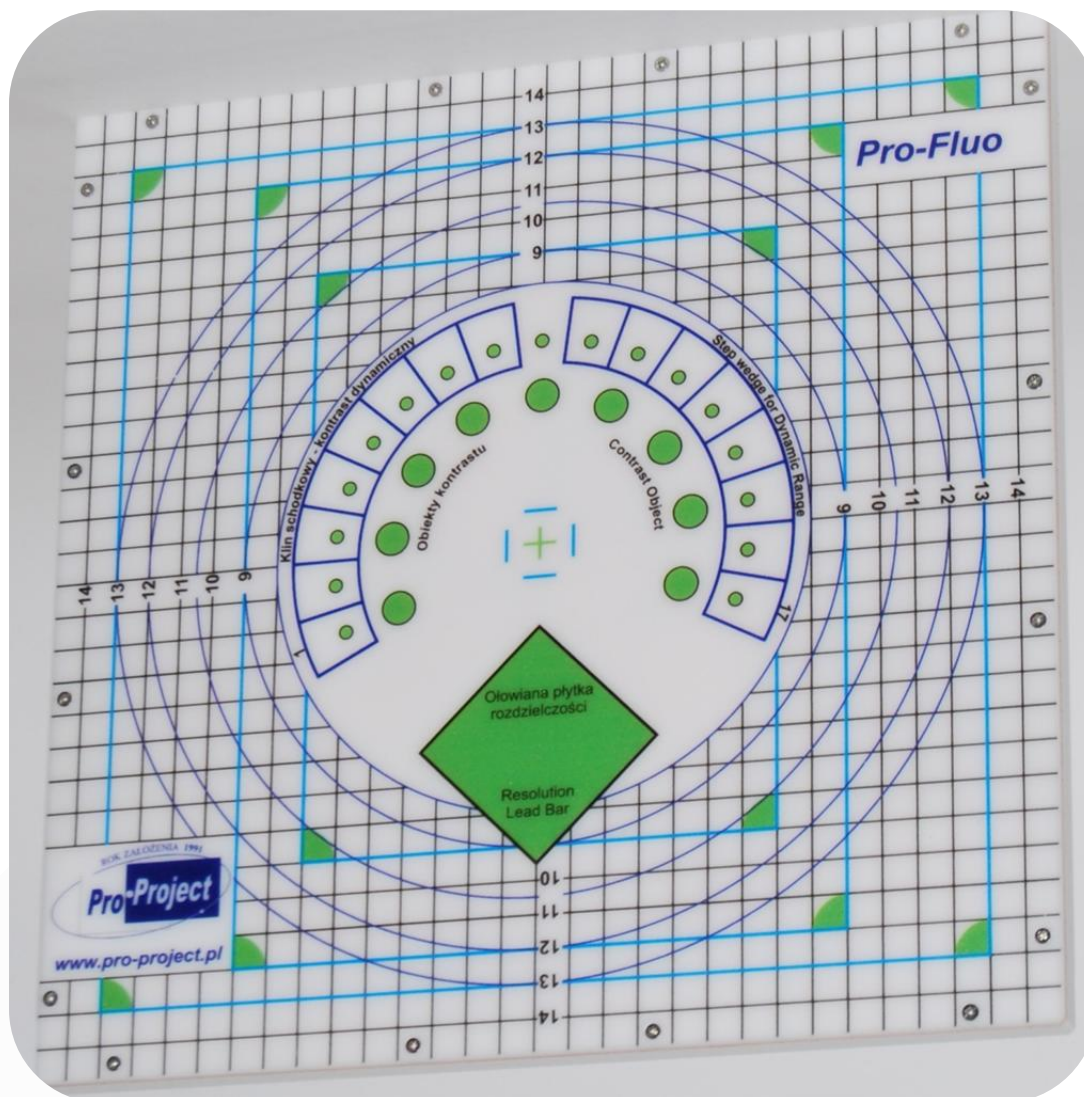 14
13
12
11
10
9
Pro-Fluo
Klin schodkowy - kontrast dynamiczny
Step wedge for Dynamic Range
Obiekty kontrastu
Contrast Object
14
13
12
11
10
9
9
10
11
12
13
14
1
17
Ołowiana płytka
rozdzielczości
Resolution
Lead Bar
10
11
12
13
14
ROK ZAŁOŻENIA 1991
Pro-Project
www.pro-project.pl